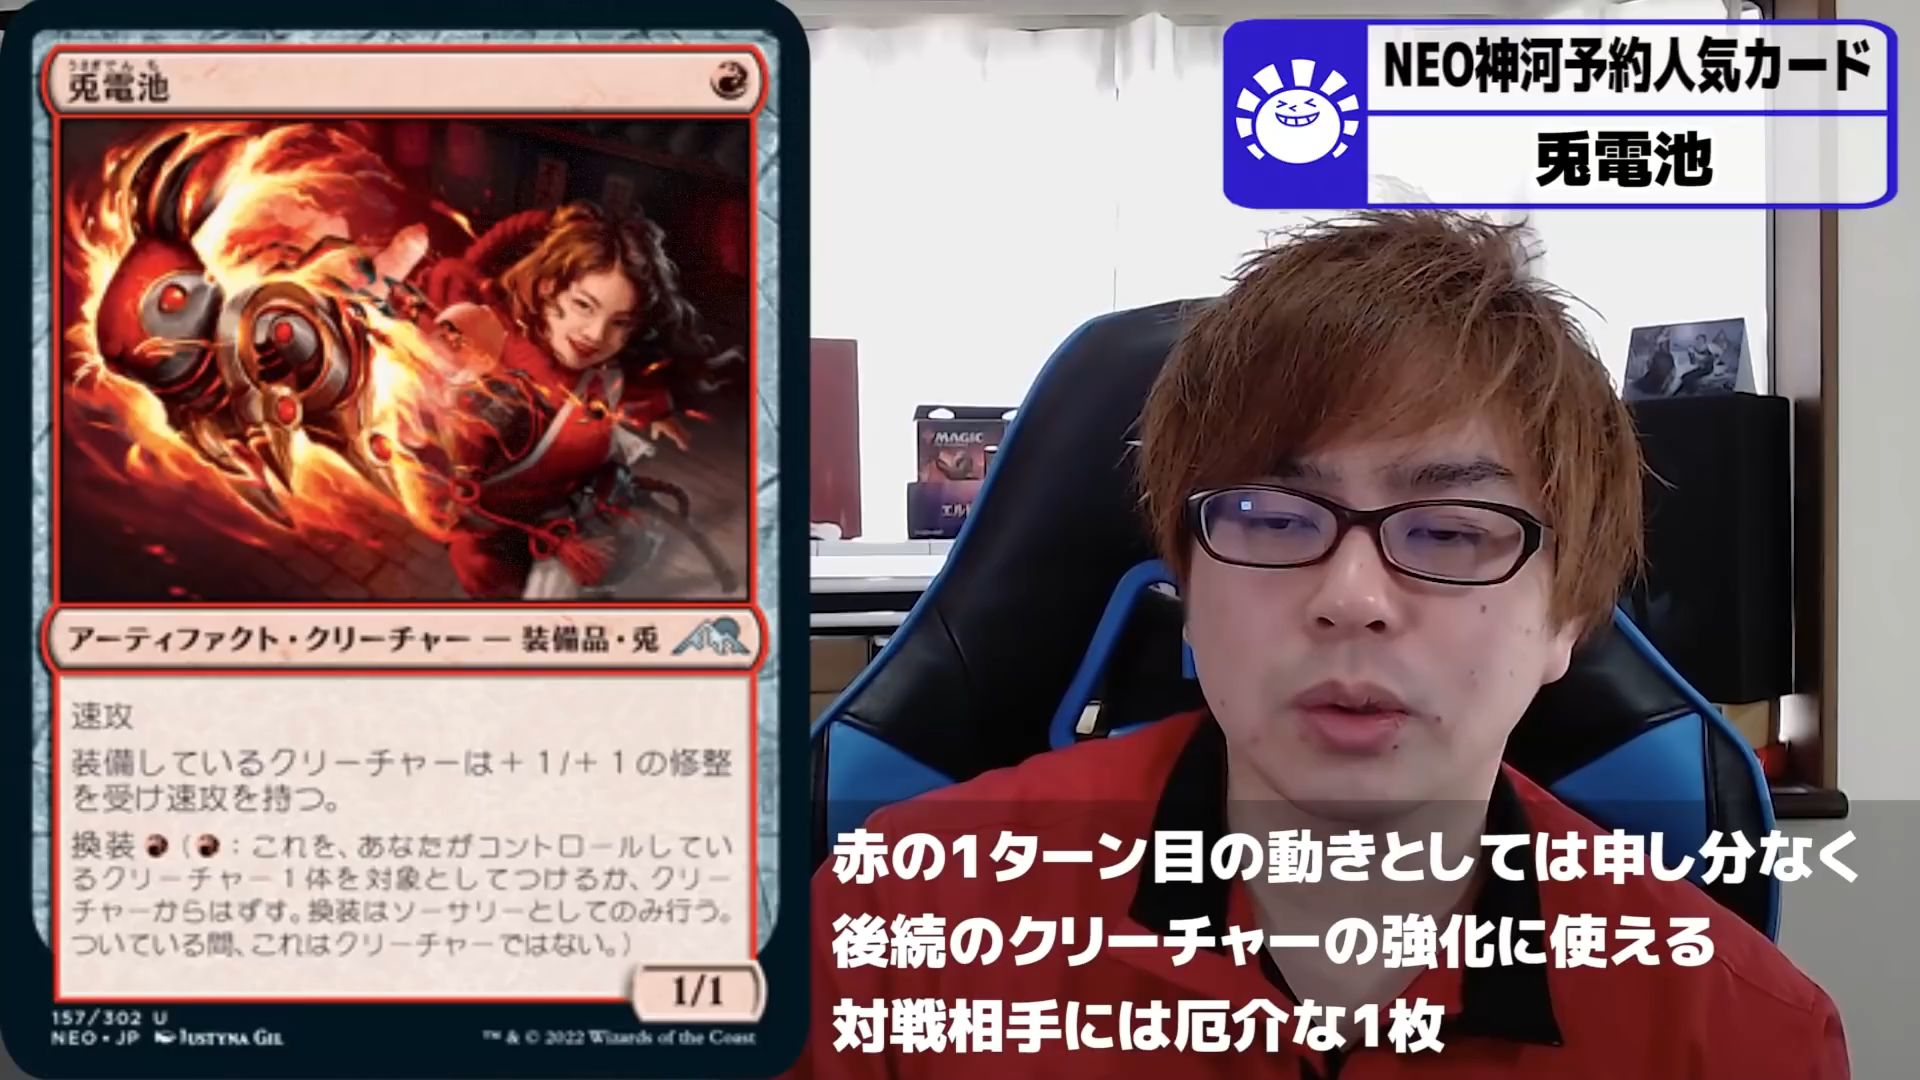 うさぎでんち
兎電池
アーティファクト・クリーチャー ― 装備品・兎
速攻
装備しているクリーチャーは＋１/＋１の修整
を受け速攻を持つ。
換装（：これを、あなたがコントロールしてい
るクリーチャー１体を対象としてつけるか、クリー
チャーからはずす。換装はソーサリーとしてのみ行う。
ついている間、これはクリーチャーではない。）
1/1
157/302 U
NEO・JP Justyna Gil
™ & © 2022 Wizards of the Coast
NEO神河予約人気カード
兎電池
MAGIC
エルド
赤の1ターン目の動きとしては申し分なく
後続のクリーチャーの強化に使える
対戦相手には厄介な1枚